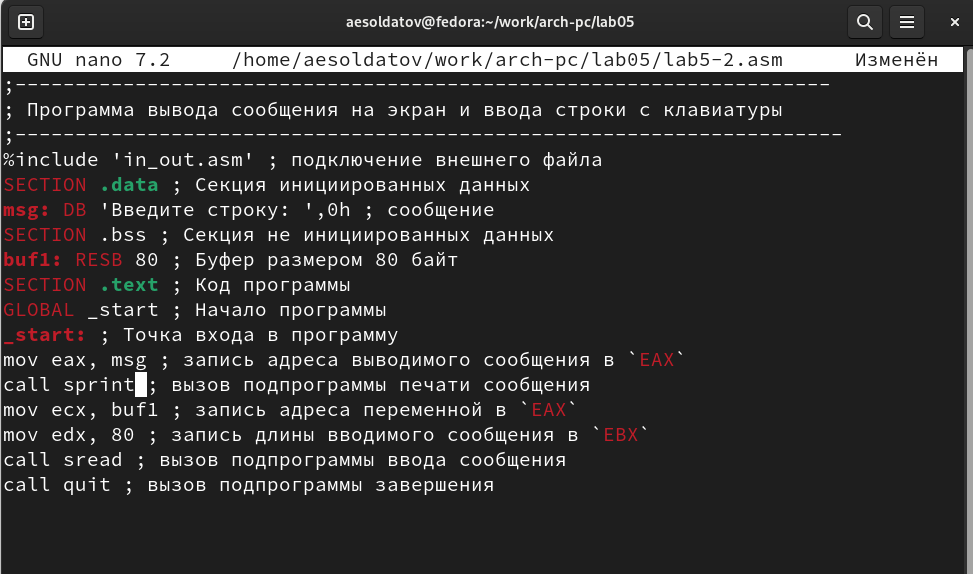 aesoldatov@fedora:~/work/arch-pc/lab05
GNU nano 7.2 /home/aesoldatov/work/arch-pc/lab05/lab5-2.asm Изменён
;--------------------------------------------------------------------
; Программа вывода сообщения на экран и ввода строки с клавиатуры
;---------------------------------------------------------------------
%include 'in_out.asm' ; подключение внешнего файла
SECTION .data ; Секция инициированных данных
msg: DB 'Введите строку: ',0h ; сообщение
SECTION .bss ; Секция не инициированных данных
buf1: RESB 80 ; Буфер размером 80 байт
SECTION .text ; Код программы
GLOBAL _start ; Начало программы
_start: ; Точка входа в программу
mov eax, msg ; запись адреса выводимого сообщения в `EAX`
call sprint ; вызов подпрограммы печати сообщения
mov ecx, buf1 ; запись адреса переменной в `EAX`
mov edx, 80 ; запись длины вводимого сообщения в `EBX`
call sread ; вызов подпрограммы ввода сообщения
call quit ; вызов подпрограммы завершения